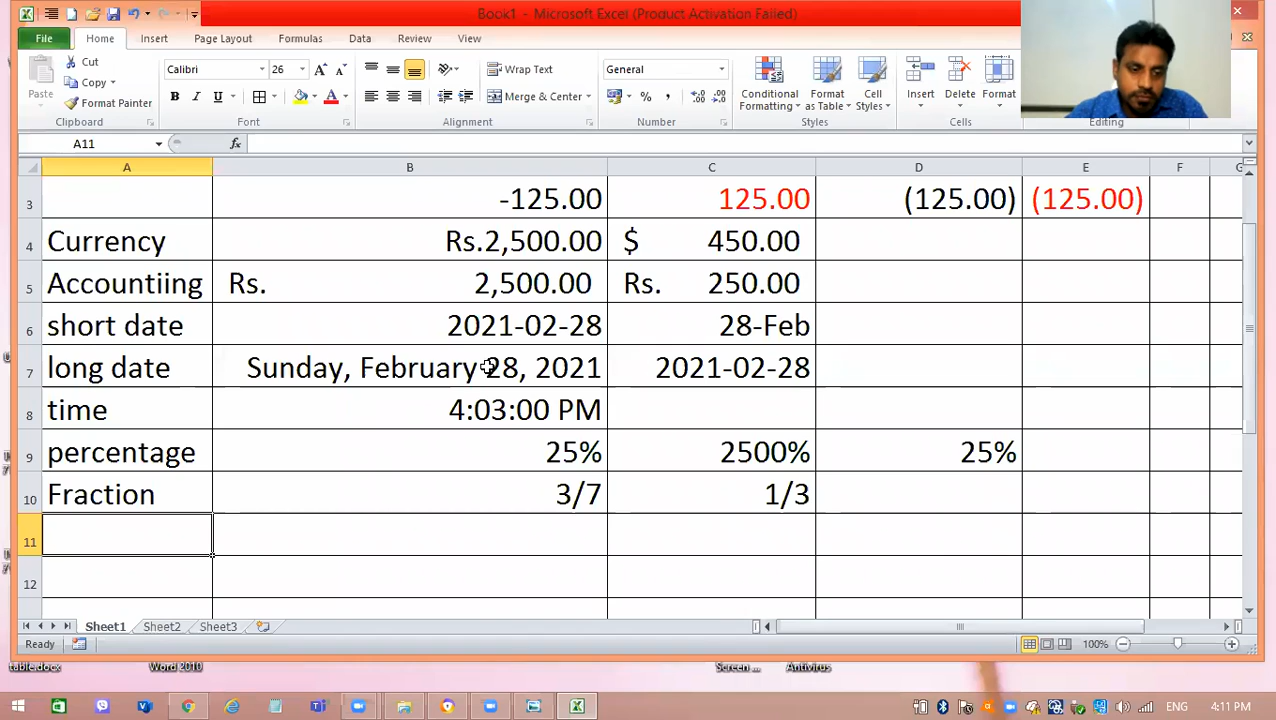 Book1 - Microsoft Excel (Product Activation Failed)
File Home Insert Page Layout Formulas Data Review View
Paste
Cut
Copy
Format Painter
Clipboard
Calibri 26
B I U
Font
Wrap Text
Merge & Center
Alignment
General
% ,
Number
Conditional Formatting
Format as Table
Cell Styles
Styles
Insert Delete Format
Cells
Editing
A11 fx
A B C D E F G
3 -125.00 125.00 (125.00) (125.00)
4 Currency Rs.2,500.00 $ 450.00
5 Accountiing Rs. 2,500.00 Rs. 250.00
6 short date 2021-02-28 28-Feb
7 long date Sunday, February 28, 2021 2021-02-28
8 time 4:03:00 PM
9 percentage 25% 2500% 25%
10 Fraction 3/7 1/3
11
12
Sheet1 Sheet2 Sheet3
Ready 100%
table.docx Word 2010 Screen ... Antivirus
ENG 4:11 PM